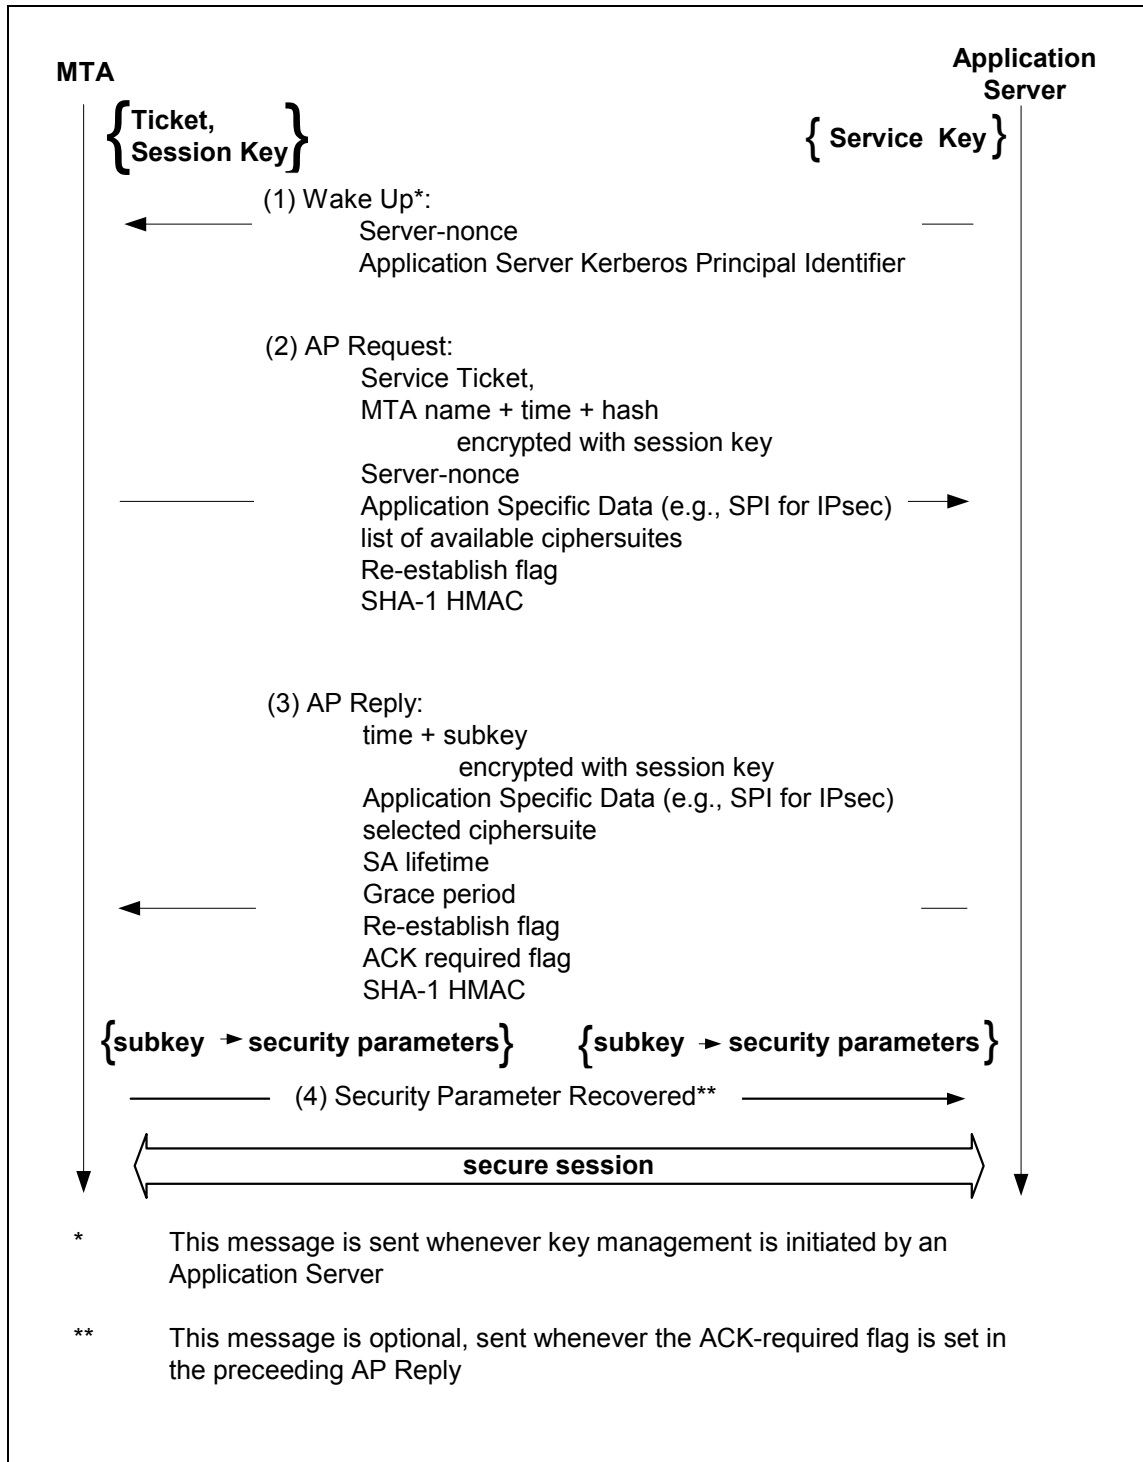 MTA
Application
Server
{Ticket,
Session Key}
{ Service Key }
(1) Wake Up*:
Server-nonce
Application Server Kerberos Principal Identifier
(2) AP Request:
Service Ticket,
MTA name + time + hash
encrypted with session key
Server-nonce
Application Specific Data (e.g., SPI for IPsec)
list of available ciphersuites
Re-establish flag
SHA-1 HMAC
(3) AP Reply:
time + subkey
encrypted with session key
Application Specific Data (e.g., SPI for IPsec)
selected ciphersuite
SA lifetime
Grace period
Re-establish flag
ACK required flag
SHA-1 HMAC
{subkey → security parameters} {subkey → security parameters}
(4) Security Parameter Recovered**
secure session
* This message is sent whenever key management is initiated by an
Application Server
** This message is optional, sent whenever the ACK-required flag is set in
the preceeding AP Reply